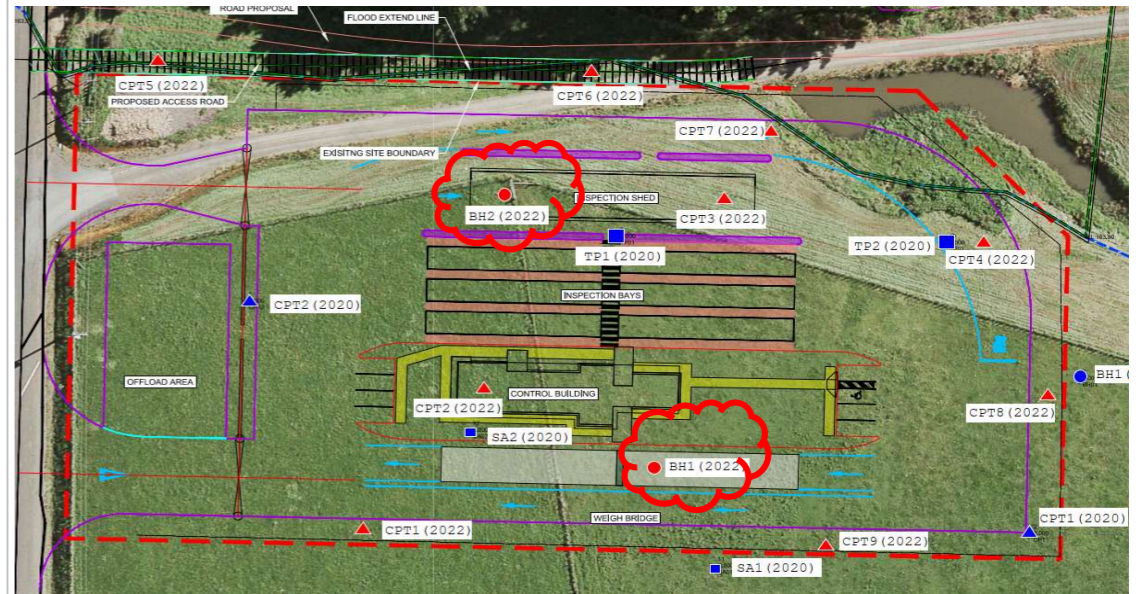 ROAD PROPOSAL
FLOOD EXTEND LINE
CPT5(2022)
CPT6(2022)
PROPOSED ACCESS ROAD
CPT7(2022)
EXISITNG SITE BOUNDARY
INSPECTION SHED
BH2(2022)
CPT3(2022)
TP1(2020)
TP2(2020)
CPT4(2022)
INSPECTION BAYS
CPT2(2020)
OFFLOAD AREA
CONTROL BUILDING
BH1(
CPT2(2022)
CPT8(2022)
SA2(2020)
BH1(2022
WEIGH BRIDGE
CPT1(2022)
CPT1(2020)
CPT9(2022)
SA1(2020)